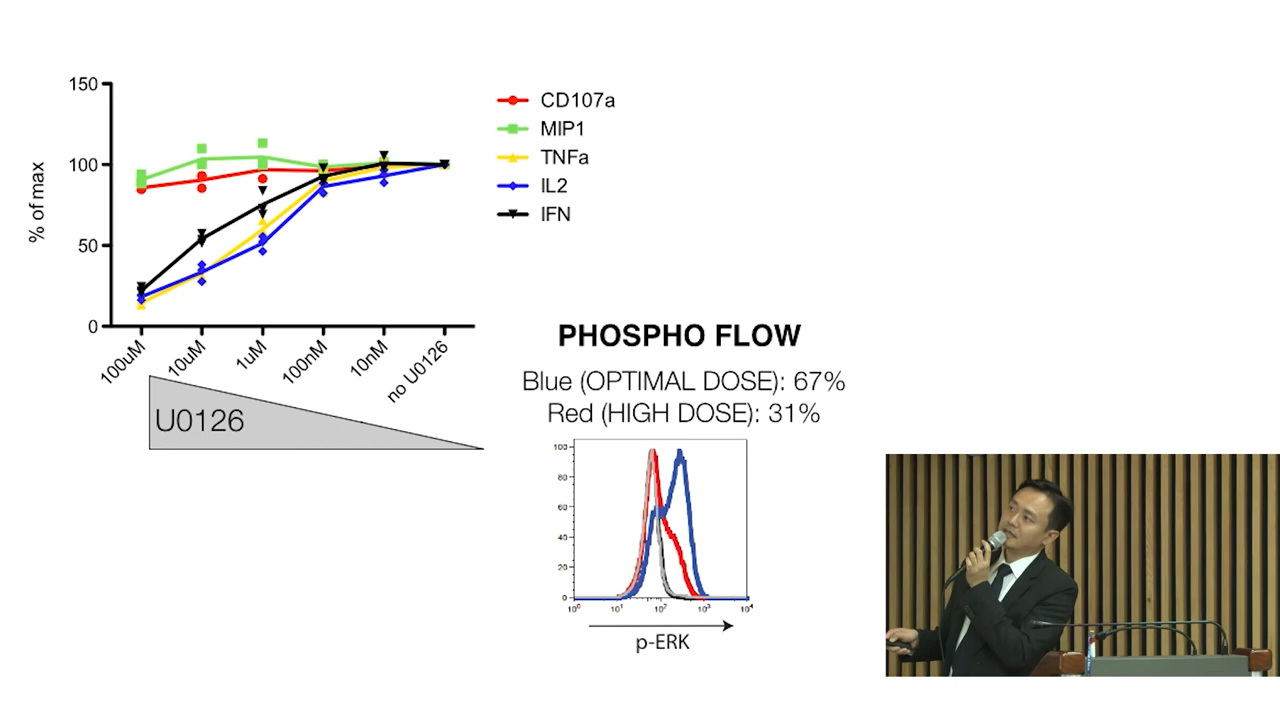 150
100
50
0
% of max
100uM
10uM
1uM
100nM
10nM
no U0126
U0126
CD107a
MIP1
TNFa
IL2
IFN
PHOSPHO FLOW
Blue (OPTIMAL DOSE): 67%
Red (HIGH DOSE): 31%
100
80
60
40
20
0
10⁰
10¹
10²
10³
10⁴
p-ERK